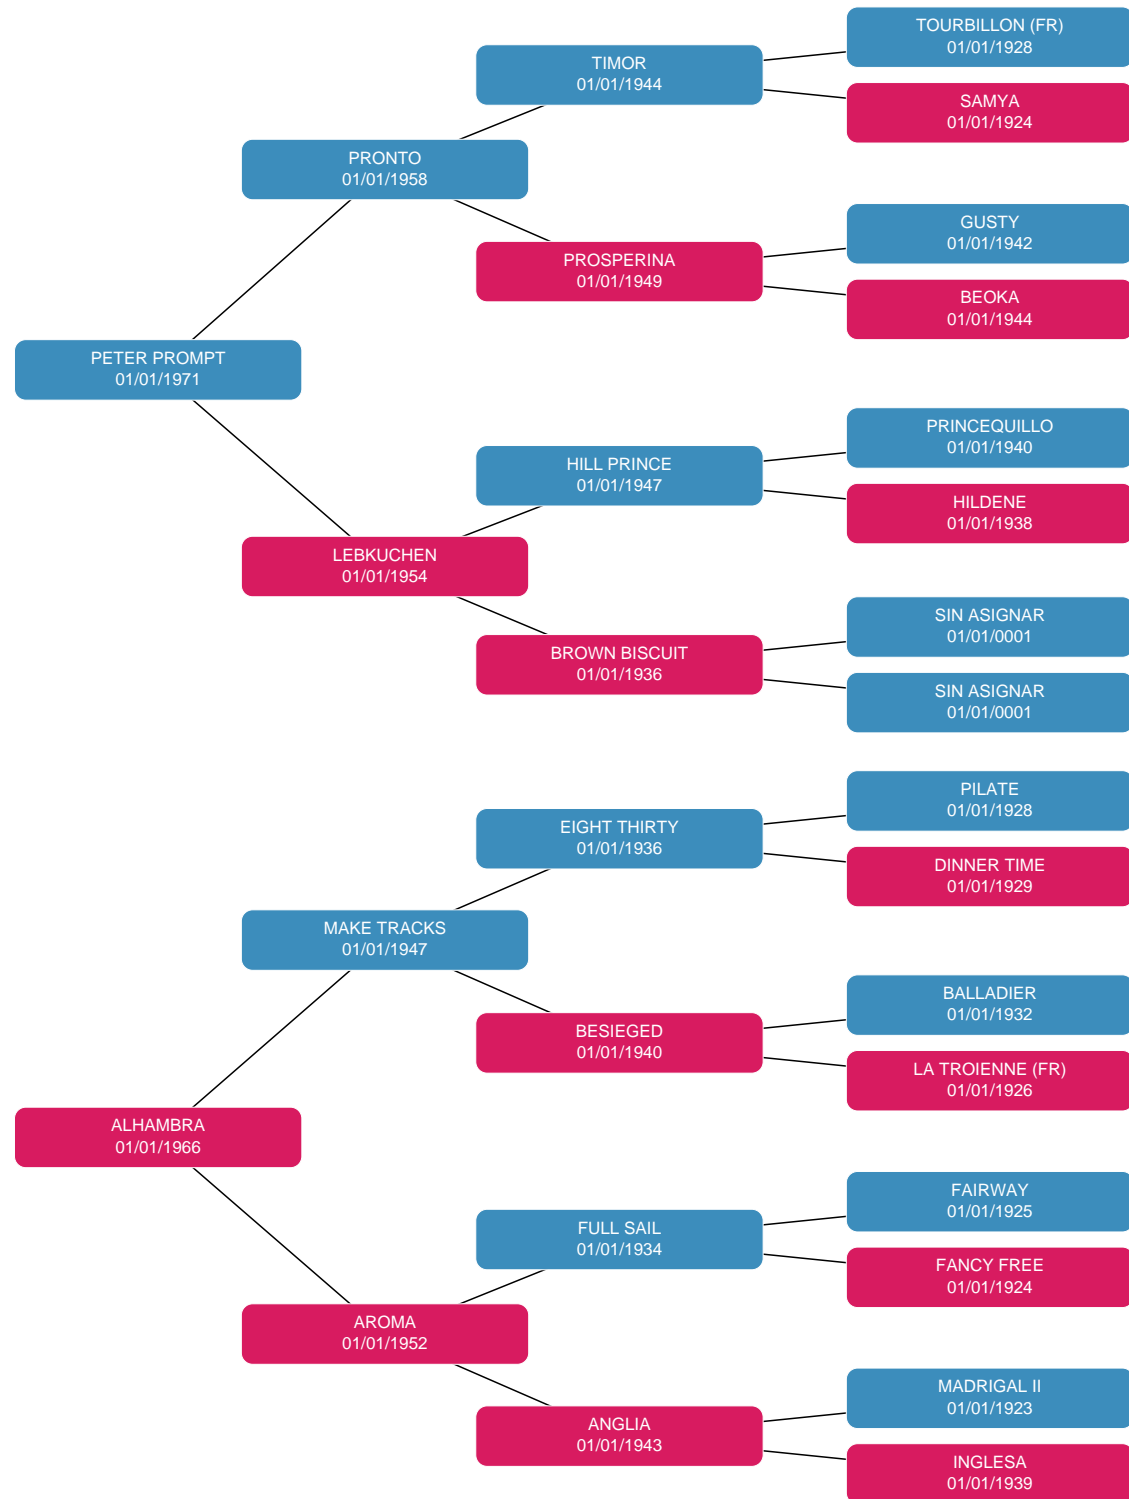 TOURBILLON (FR)
01/01/1928
TIMOR
01/01/1944
SAMYA
01/01/1924
PRONTO
01/01/1958
GUSTY
01/01/1942
PROSPERINA
01/01/1949
BEOKA
01/01/1944
PETER PROMPT
01/01/1971
PRINCEQUILLO
01/01/1940
HILL PRINCE
01/01/1947
HILDENE
01/01/1938
LEBKUCHEN
01/01/1954
SIN ASIGNAR
01/01/0001
BROWN BISCUIT
01/01/1936
SIN ASIGNAR
01/01/0001
PILATE
01/01/1928
EIGHT THIRTY
01/01/1936
DINNER TIME
01/01/1929
MAKE TRACKS
01/01/1947
BALLADIER
01/01/1932
BESIEGED
01/01/1940
LA TROIENNE (FR)
01/01/1926
ALHAMBRA
01/01/1966
FAIRWAY
01/01/1925
FULL SAIL
01/01/1934
FANCY FREE
01/01/1924
AROMA
01/01/1952
MADRIGAL II
01/01/1923
ANGLIA
01/01/1943
INGLESA
01/01/1939